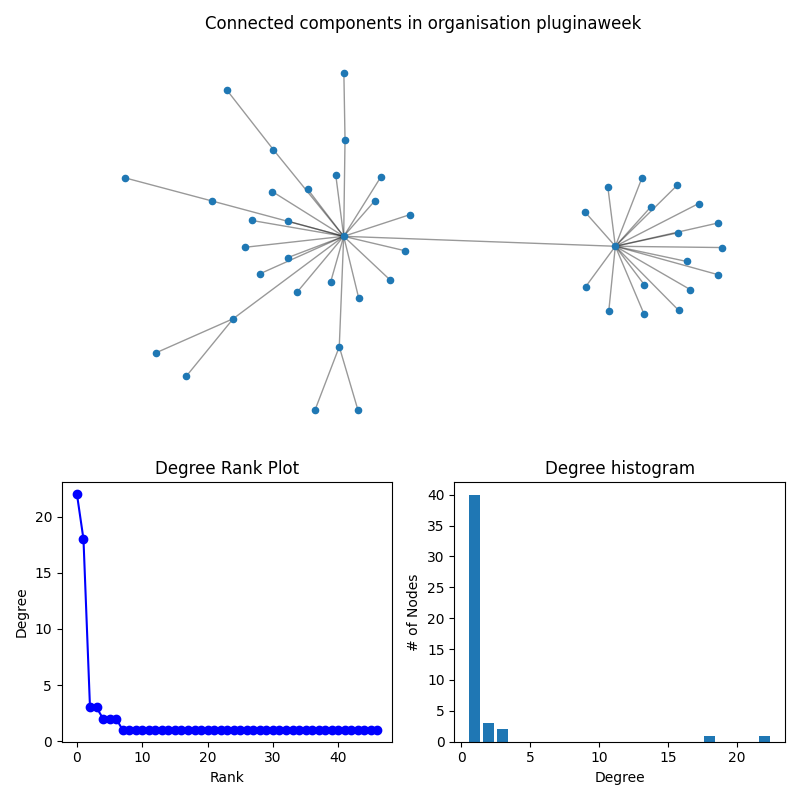 Connected components in organisation pluginaweek
Degree Rank Plot
Degree histogram
20
15
10
5
0
Degree
0 10 20 30 40
Rank
40
35
30
25
20
15
10
5
0
# of Nodes
0 5 10 15 20
Degree